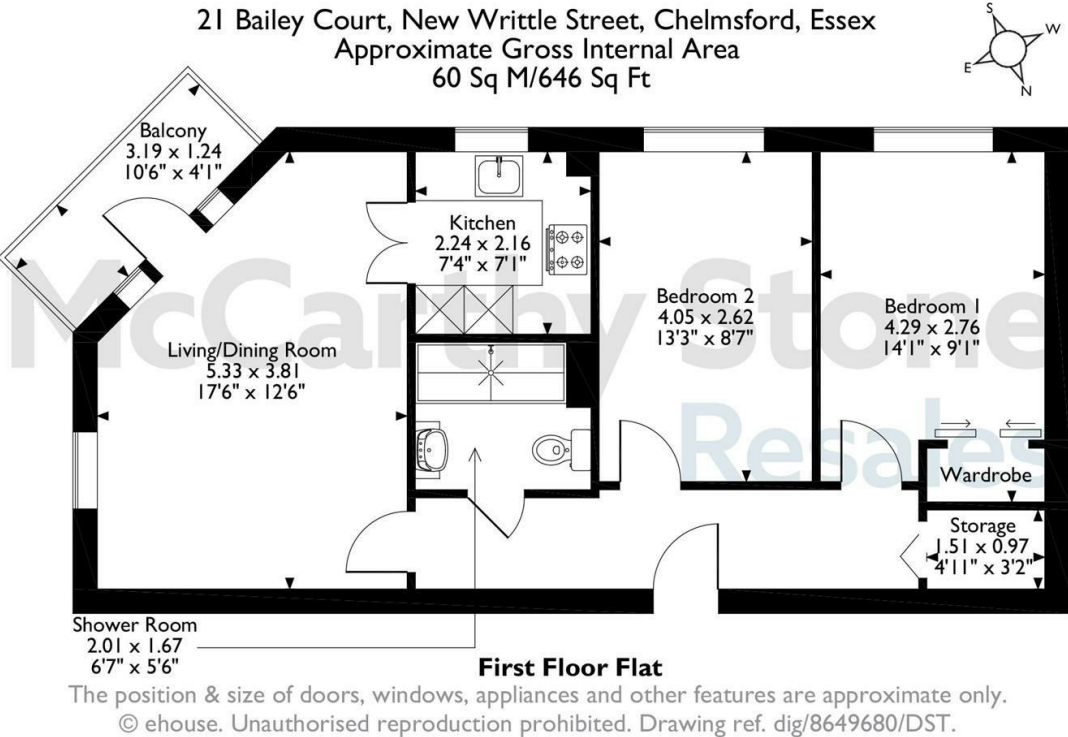 21 Bailey Court, New Writtle Street, Chelmsford, Essex
Approximate Gross Internal Area
60 Sq M/646 Sq Ft
S
W
E
N
Balcony
3.19 x 1.24
10'6" x 4'1"
Kitchen
2.24 x 2.16
7'4" x 7'1"
Bedroom 2
4.05 x 2.62
13'3" x 8'7"
Bedroom 1
4.29 x 2.76
14'1" x 9'1"
Living/Dining Room
5.33 x 3.81
17'6" x 12'6"
McCarthy Stone
Resales
Wardrobe
Storage
1.51 x 0.97
4'11" x 3'2"
Shower Room
2.01 x 1.67
6'7" x 5'6"
First Floor Flat
The position & size of doors, windows, appliances and other features are approximate only.
© ehouse. Unauthorised reproduction prohibited. Drawing ref. dig/8649680/DST.